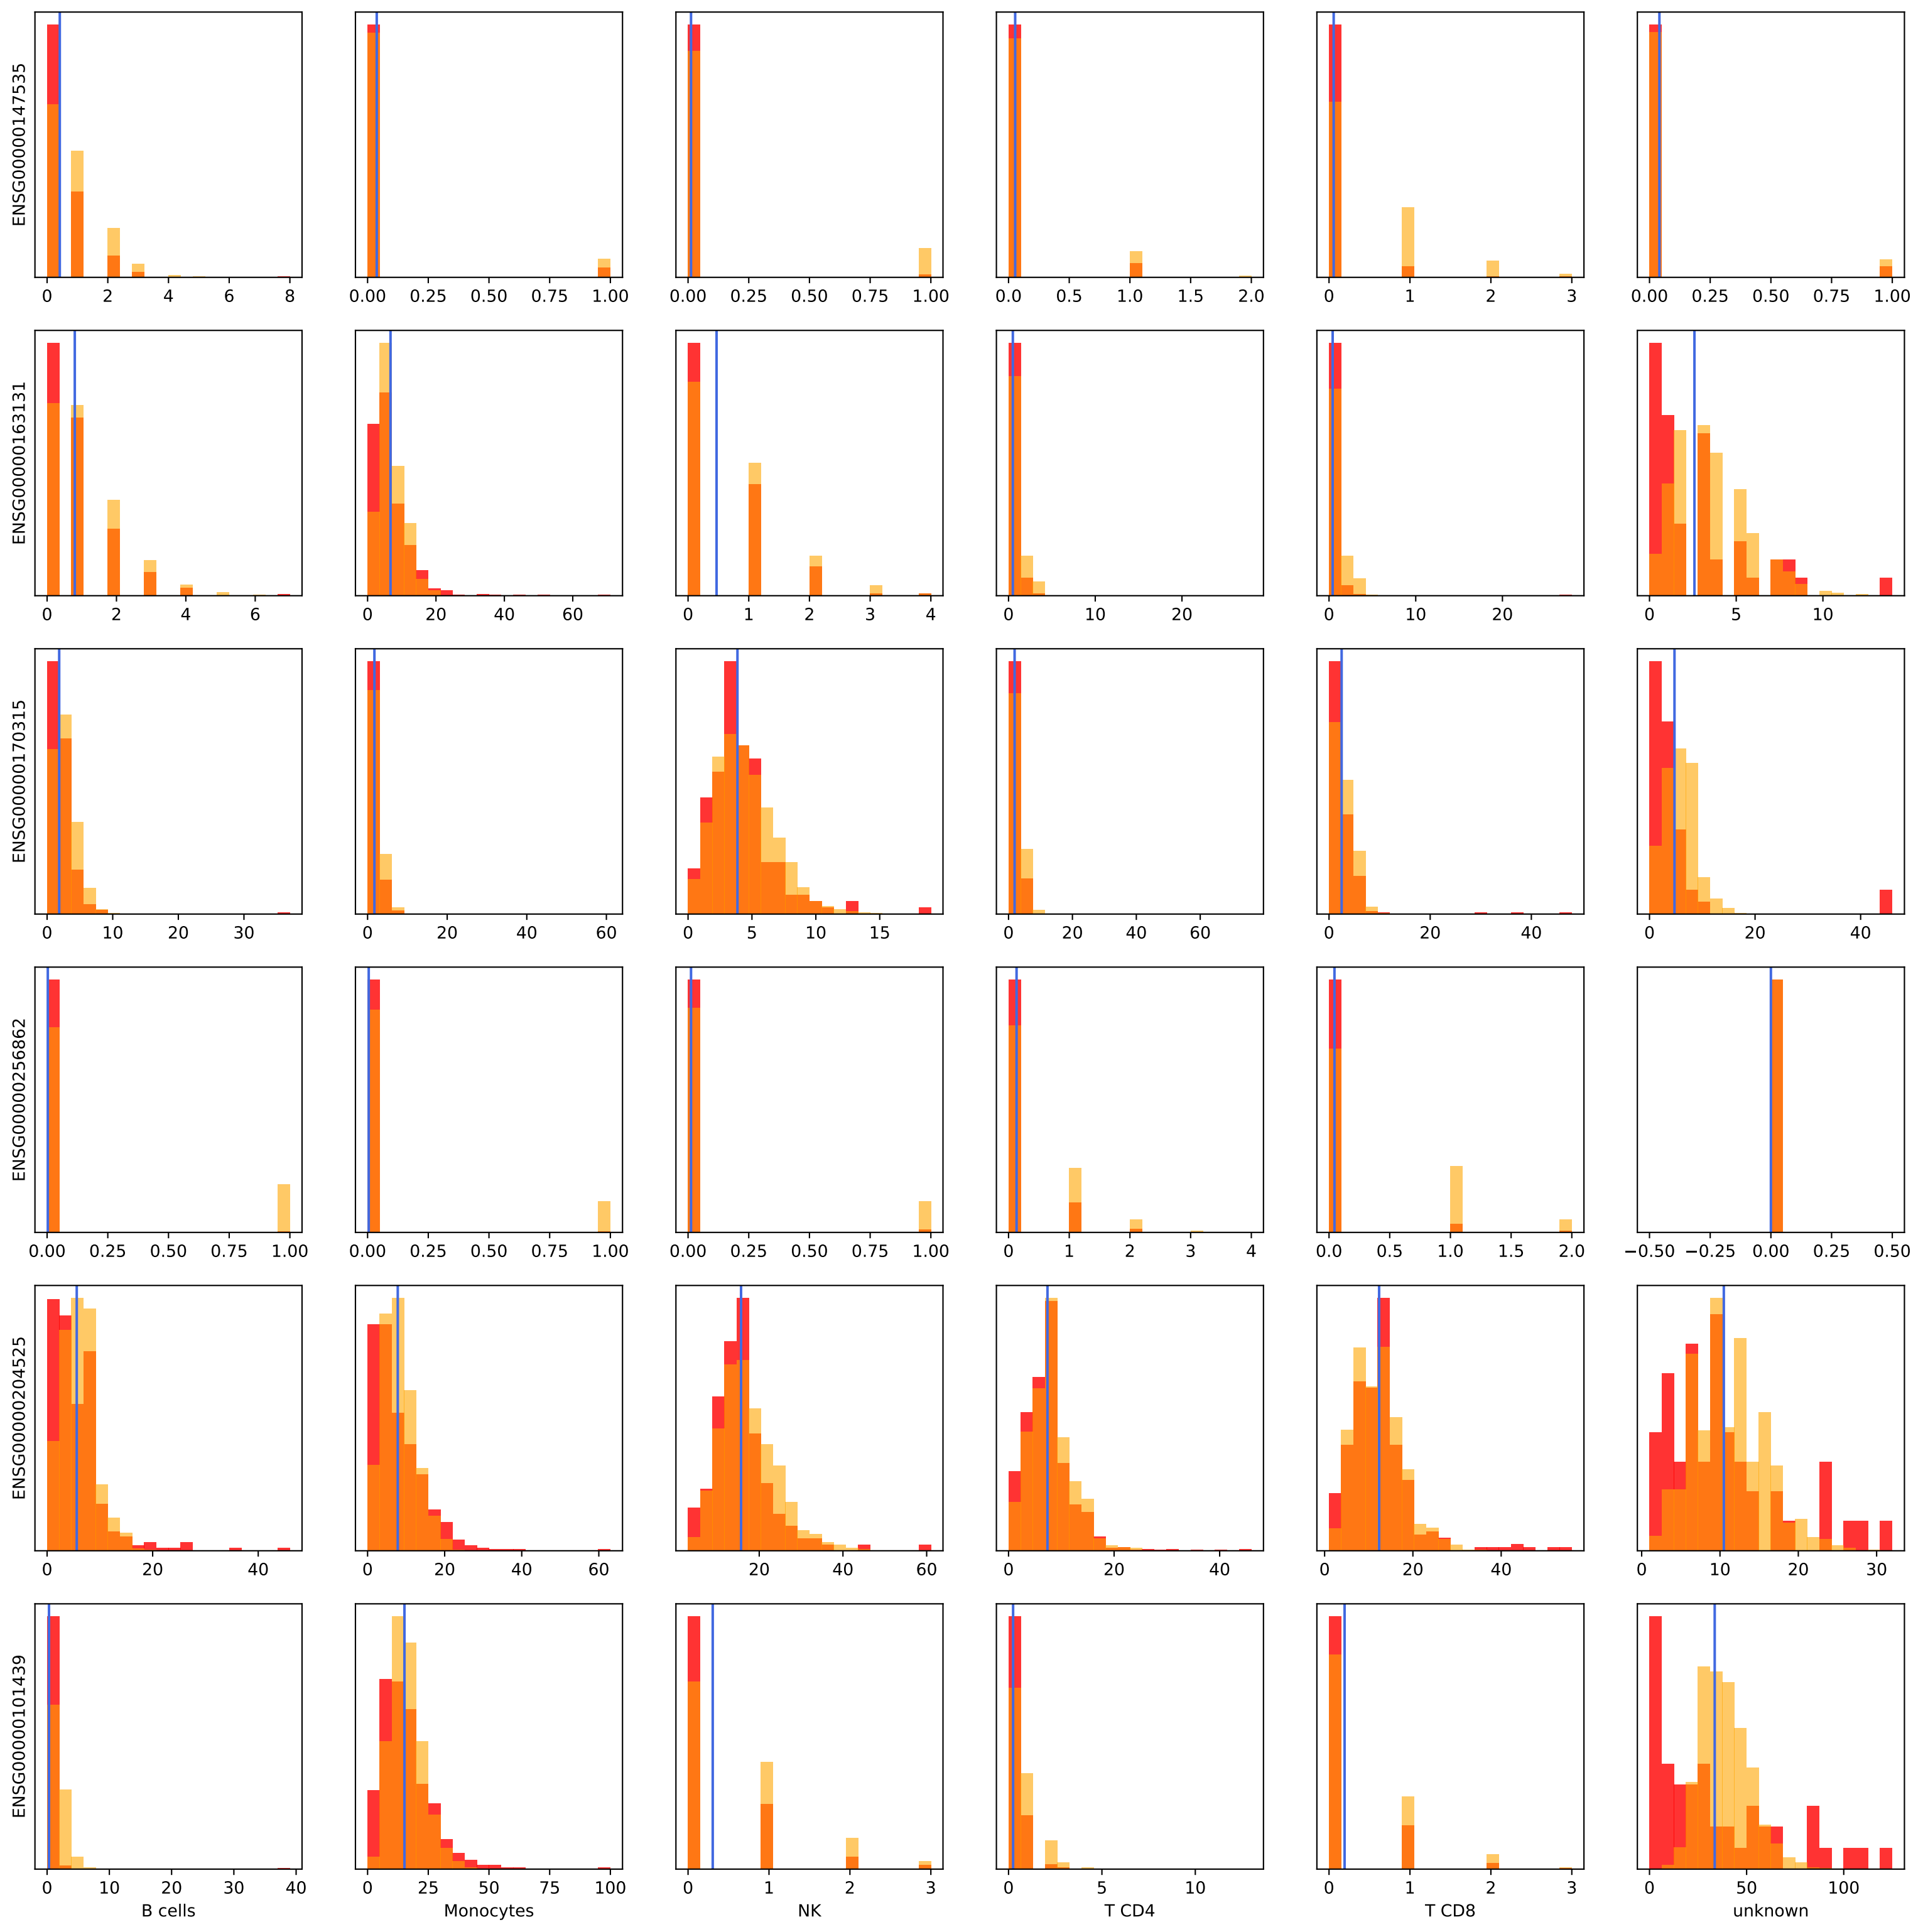 ENSG00000147535
0 2 4 6 8
0.00 0.25 0.50 0.75 1.00
0.00 0.25 0.50 0.75 1.00
0.0 0.5 1.0 1.5 2.0
0 1 2 3
0.00 0.25 0.50 0.75 1.00
ENSG00000163131
0 2 4 6
0 20 40 60
0 1 2 3 4
0 10 20
0 10 20
0 5 10
ENSG00000170315
0 10 20 30
0 20 40 60
0 5 10 15
0 20 40 60
0 20 40
0 20 40
ENSG00000256862
0.00 0.25 0.50 0.75 1.00
0.00 0.25 0.50 0.75 1.00
0.00 0.25 0.50 0.75 1.00
0 1 2 3 4
0.0 0.5 1.0 1.5 2.0
−0.50 −0.25 0.00 0.25 0.50
ENSG00000204525
0 20 40
0 20 40 60
20 40 60
0 20 40
0 20 40
0 10 20 30
ENSG00000101439
0 10 20 30 40
0 25 50 75 100
0 1 2 3
0 5 10
0 1 2 3
0 50 100
B cells
Monocytes
NK
T CD4
T CD8
unknown